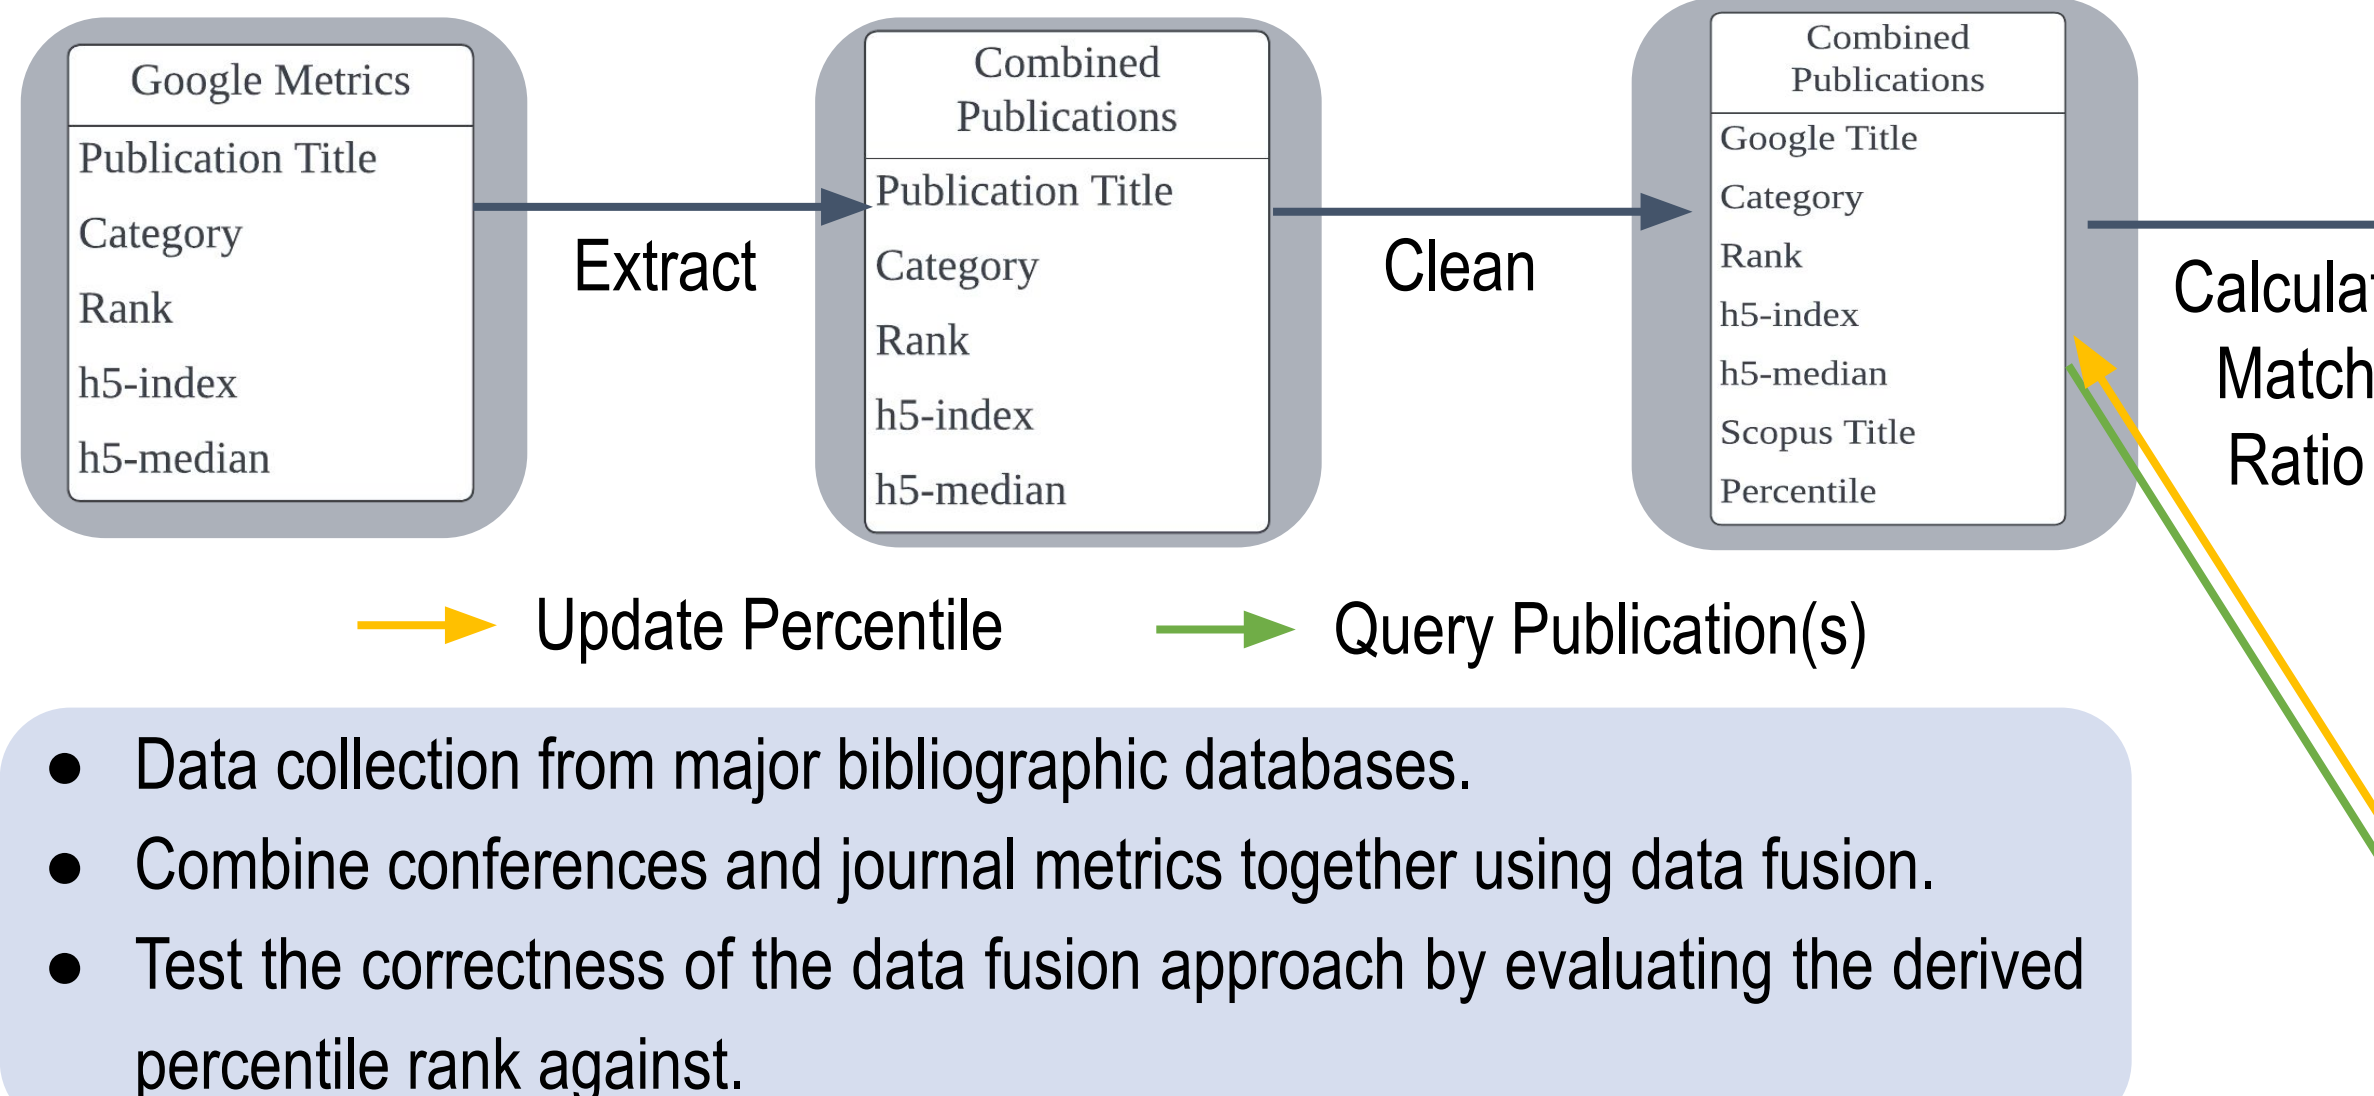 Google Metrics
Publication Title
Category
Rank
h5-index
h5-median
Extract
Combined
Publications
Publication Title
Category
Rank
h5-index
h5-median
Clean
Combined
Publications
Google Title
Category
Rank
h5-index
h5-median
Scopus Title
Percentile
Calculat
Match
Ratio
Update Percentile
Query Publication(s)
● Data collection from major bibliographic databases.
● Combine conferences and journal metrics together using data fusion.
● Test the correctness of the data fusion approach by evaluating the derived
percentile rank against.